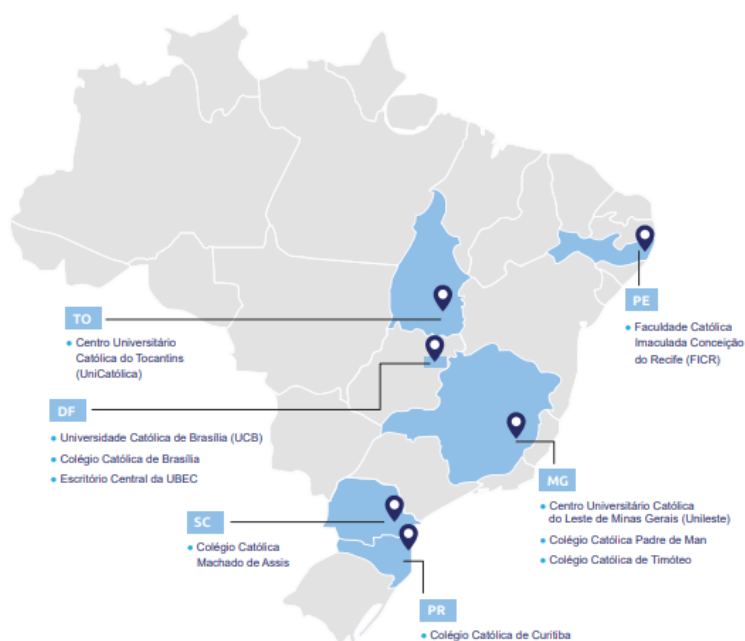 PE
Faculdade Católica
Imaculada Conceição
do Recife (FICR)
TO
Centro Universitário
Católica do Tocantins
(UniCatólica)
DF
Universidade Católica de Brasília (UCB)
Colégio Católica de Brasília
Escritório Central da UBEC
MG
Centro Universitário Católica
do Leste de Minas Gerais (Unileste)
Colégio Católica Padre de Man
Colégio Católica de Timóteo
SC
Colégio Católica
Machado de Assis
PR
Colégio Católica de Curitiba